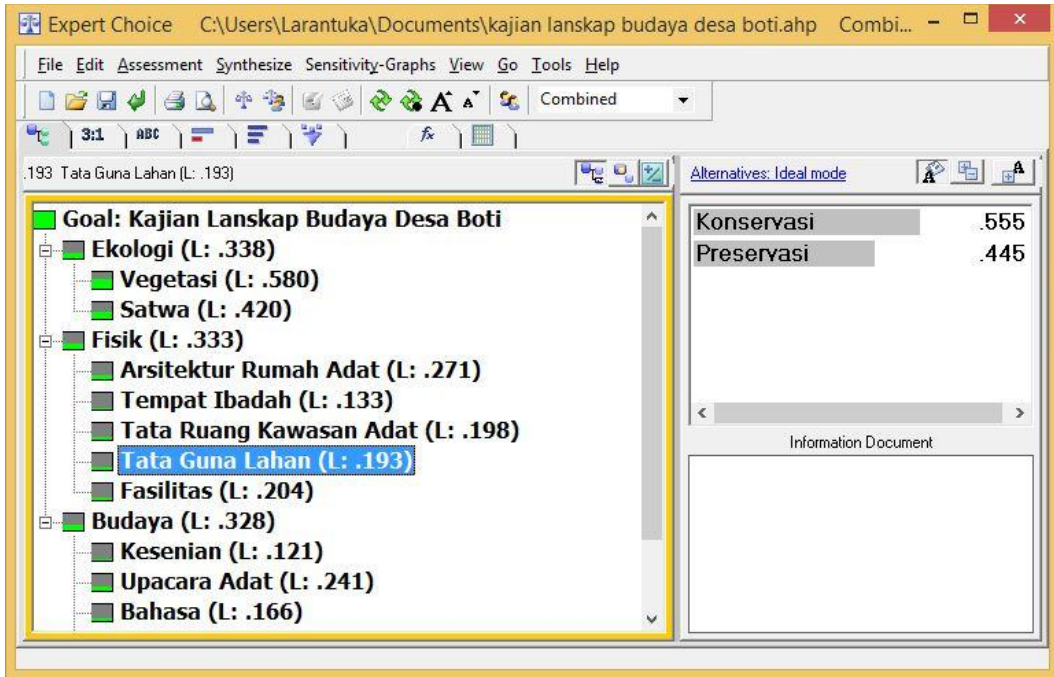 Expert Choice C:\Users\Larantuka\Documents\kajian lanskap budaya desa boti.ahp Combi...
File Edit Assessment Synthesize Sensitivity-Graphs View Go Tools Help
Combined
3:1 ABC fx
.193 Tata Guna Lahan (L: .193)
Alternatives: Ideal mode
Goal: Kajian Lanskap Budaya Desa Boti
Ekologi (L: .338)
Vegetasi (L: .580)
Satwa (L: .420)
Fisik (L: .333)
Arsitektur Rumah Adat (L: .271)
Tempat Ibadah (L: .133)
Tata Ruang Kawasan Adat (L: .198)
Tata Guna Lahan (L: .193)
Fasilitas (L: .204)
Budaya (L: .328)
Kesenian (L: .121)
Upacara Adat (L: .241)
Bahasa (L: .166)
Konservasi .555
Preservasi .445
Information Document